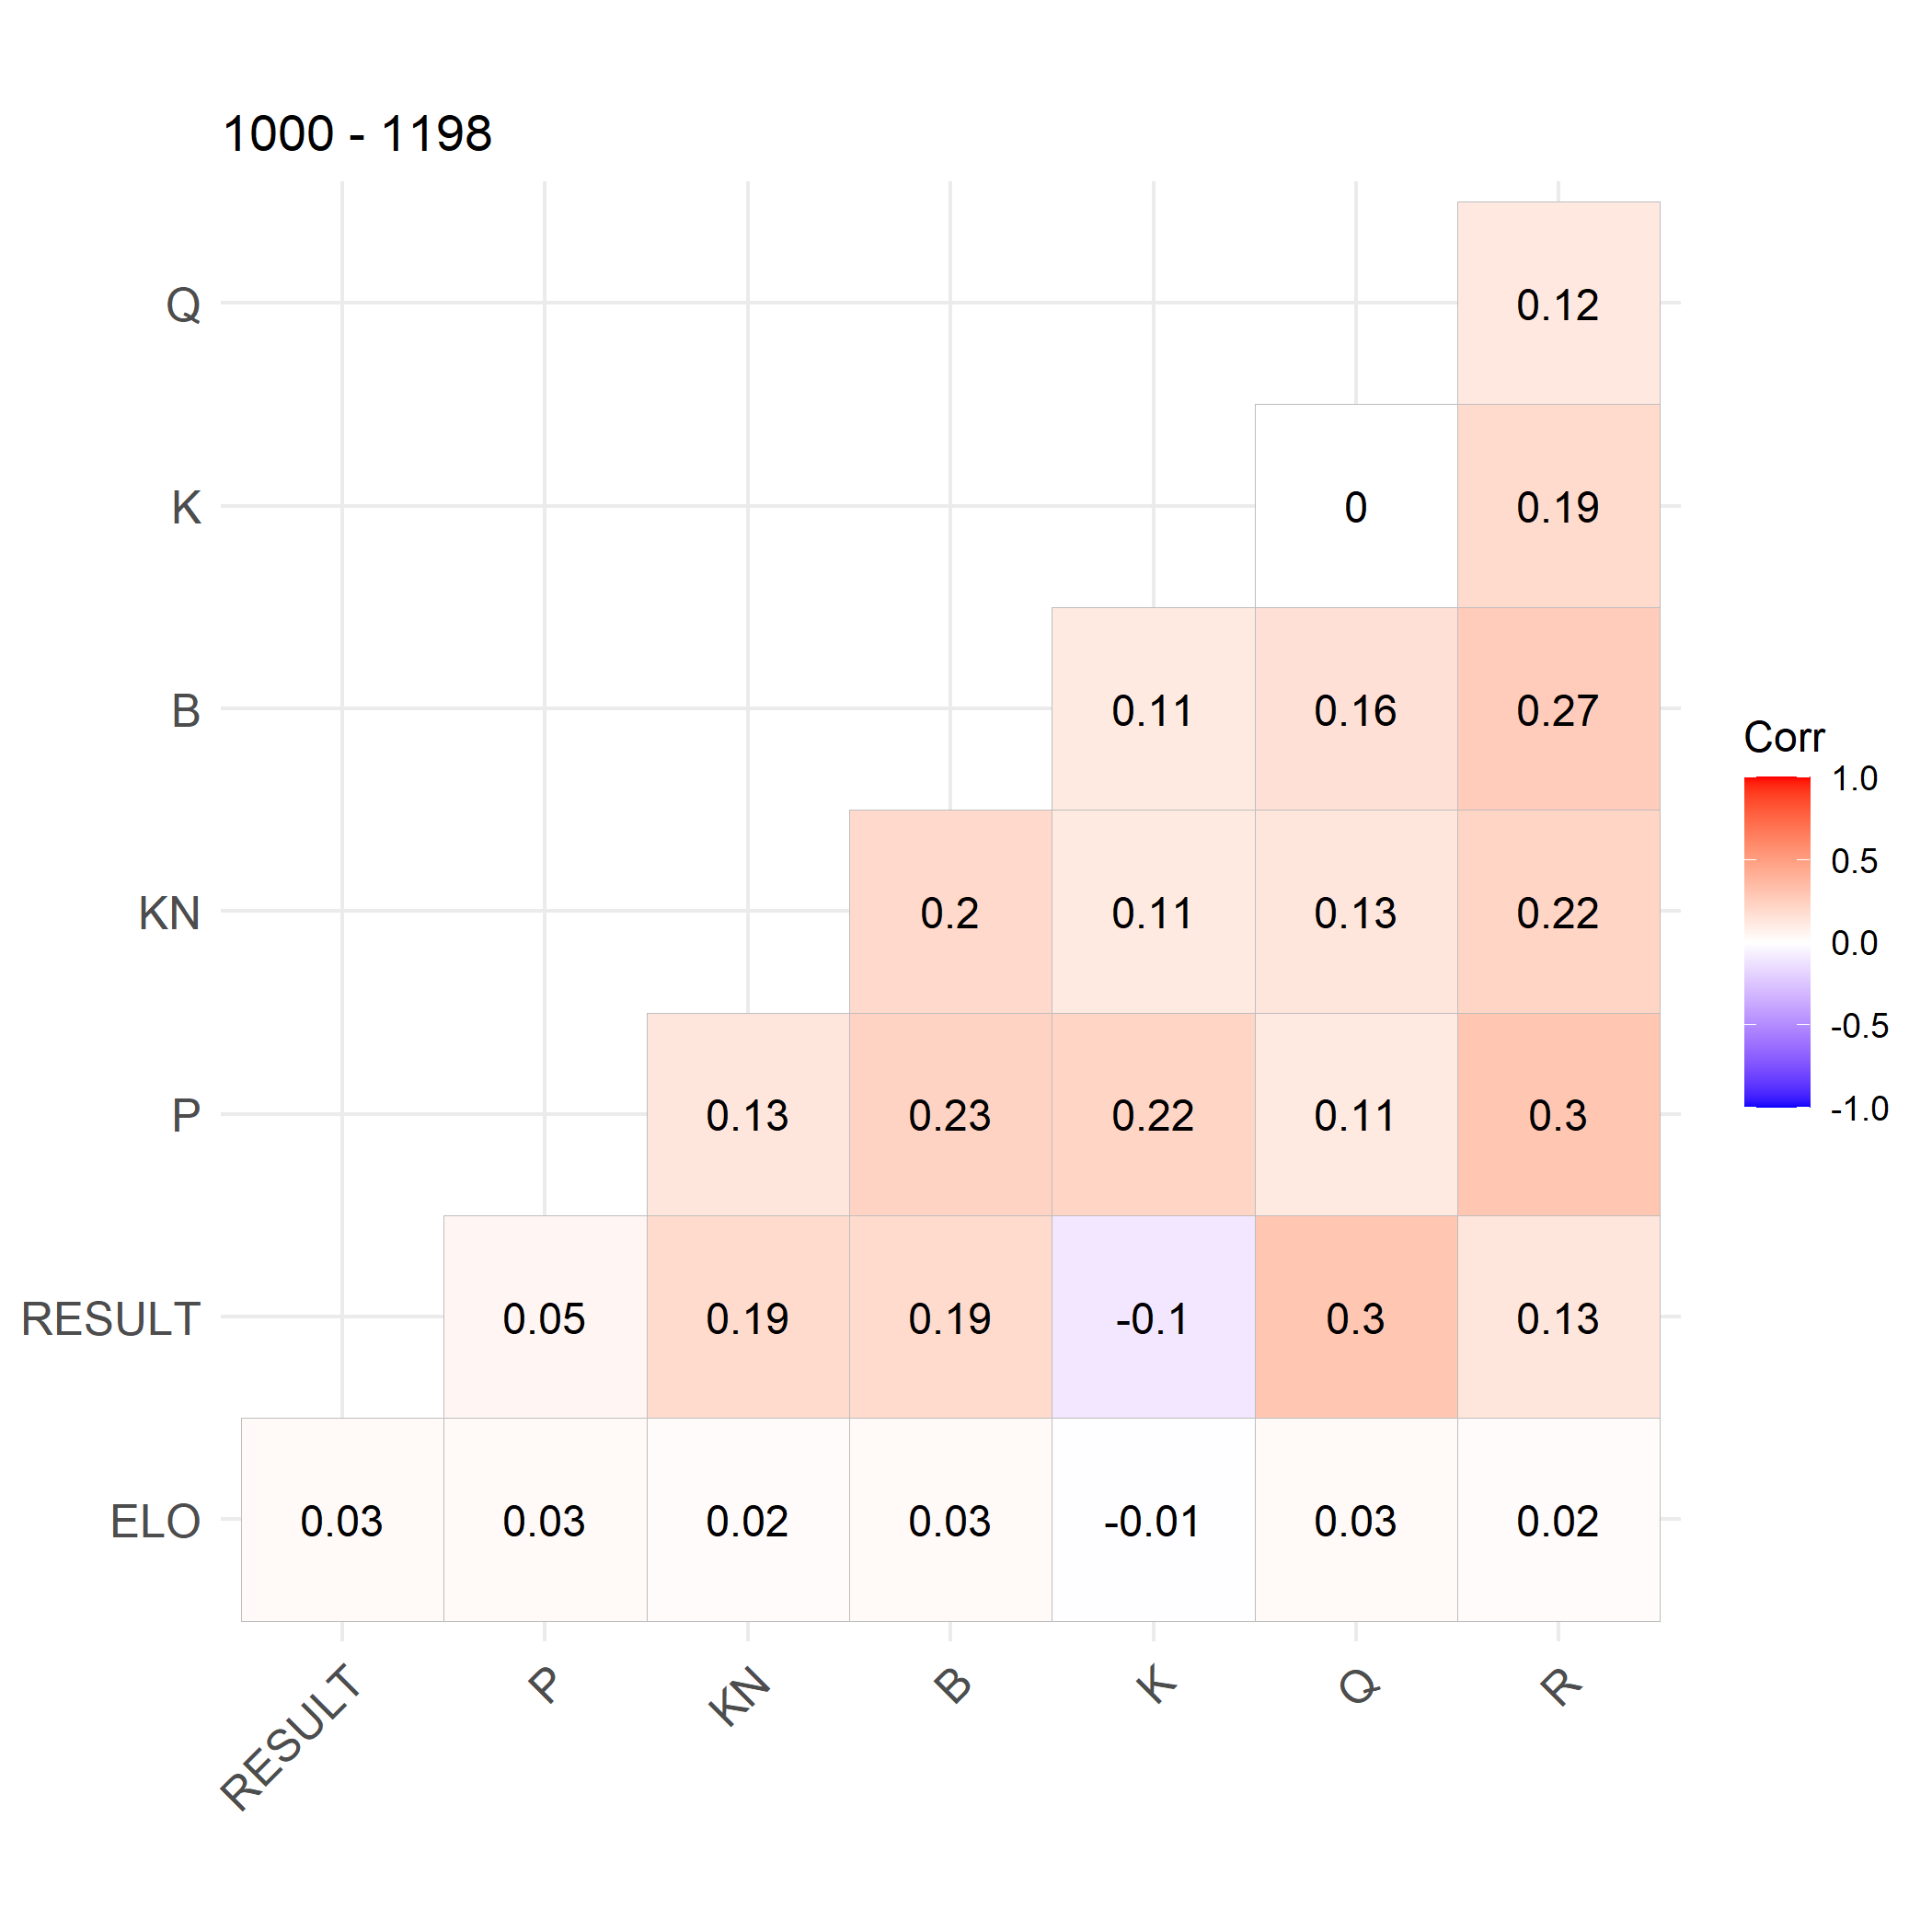 1000 - 1198
Q 0.12
K 0 0.19
B 0.11 0.16 0.27
KN 0.2 0.11 0.13 0.22
P 0.13 0.23 0.22 0.11 0.3
RESULT 0.05 0.19 0.19 -0.1 0.3 0.13
ELO 0.03 0.03 0.02 0.03 -0.01 0.03 0.02
RESULT P KN B K Q R
Corr
1.0
0.5
0.0
-0.5
-1.0